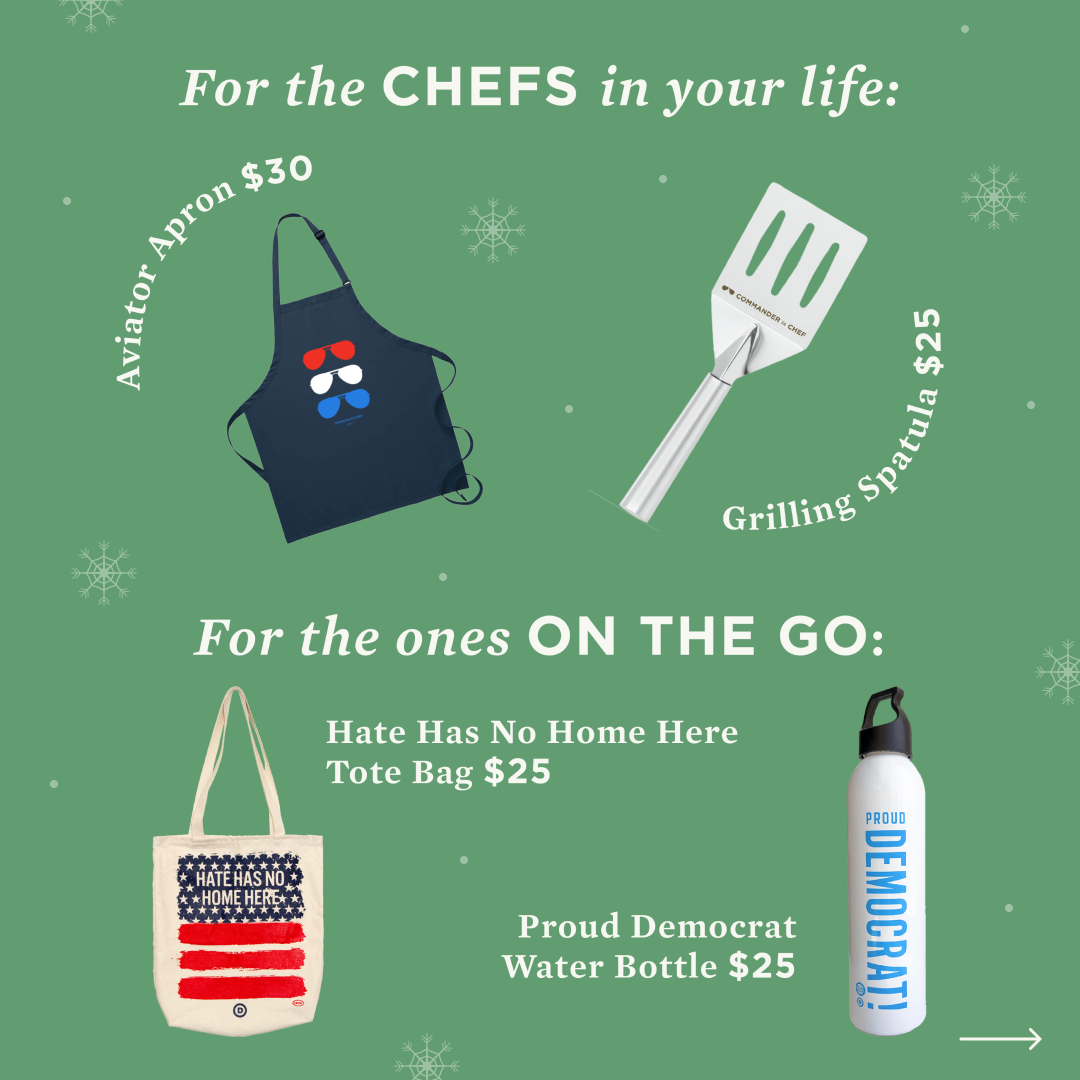 For the CHEFS in your life:
Aviator Apron $30
COMMANDER in CHEF
Grilling Spatula $25
For the ones ON THE GO:
Hate Has No Home Here
Tote Bag $25
HATE HAS NO
HOME HERE
D
Proud Democrat
Water Bottle $25
PROUD
DEMOCRAT!